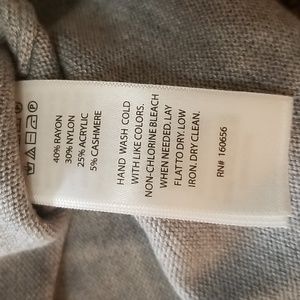 40% RAYON
30% NYLON
25% ACRYLIC
5% CASHMERE
HAND WASH COLD
WITH LIKE COLORS.
NON-CHLORINE BLEACH
WHEN NEEDED. LAY
FLAT TO DRY. LOW
IRON. DRY CLEAN.
RN# 160656